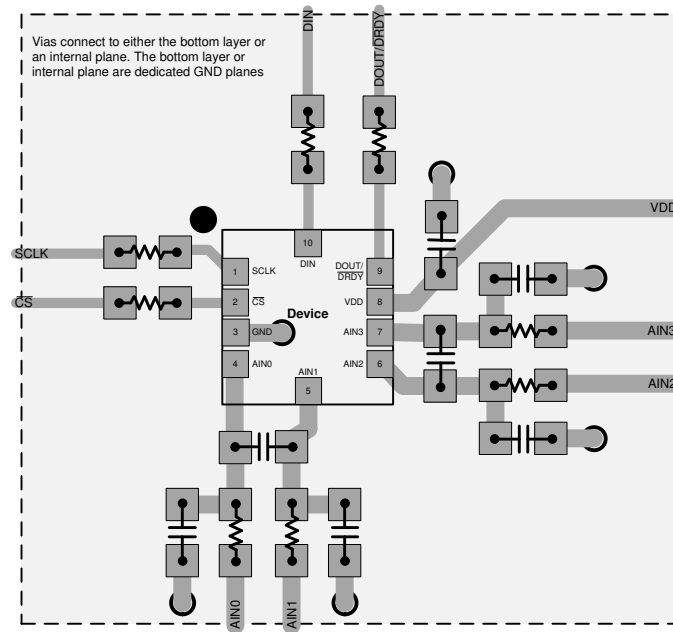 DIN
DOUT/DRDY
Vias connect to either the bottom layer or
an internal plane. The bottom layer or
internal plane are dedicated GND planes
VDD
SCLK
CS
10
DIN
1
SCLK
DOUT/
DRDY
9
2
CS
Device
VDD
8
3
GND
AIN3
7
AIN3
4
AIN0
AIN1
5
AIN2
6
AIN2
AIN0
AIN1